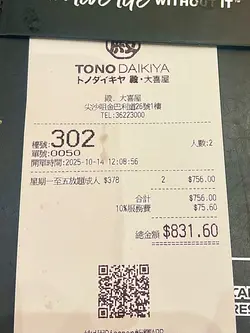 WITHOUT IT
TONO DAIKIYA
トノダイキヤ 殿・大喜屋
殿．大喜屋
尖沙咀金巴利道26號1樓
TEL:36223000
檯號:302
人數:2
單號:0050
開單時間:2025-10-14 12:08:56
星期一至五放題成人 $378 2 $756.00
合計 $756.00
10%服務費 $75.60
總金額 $831.60